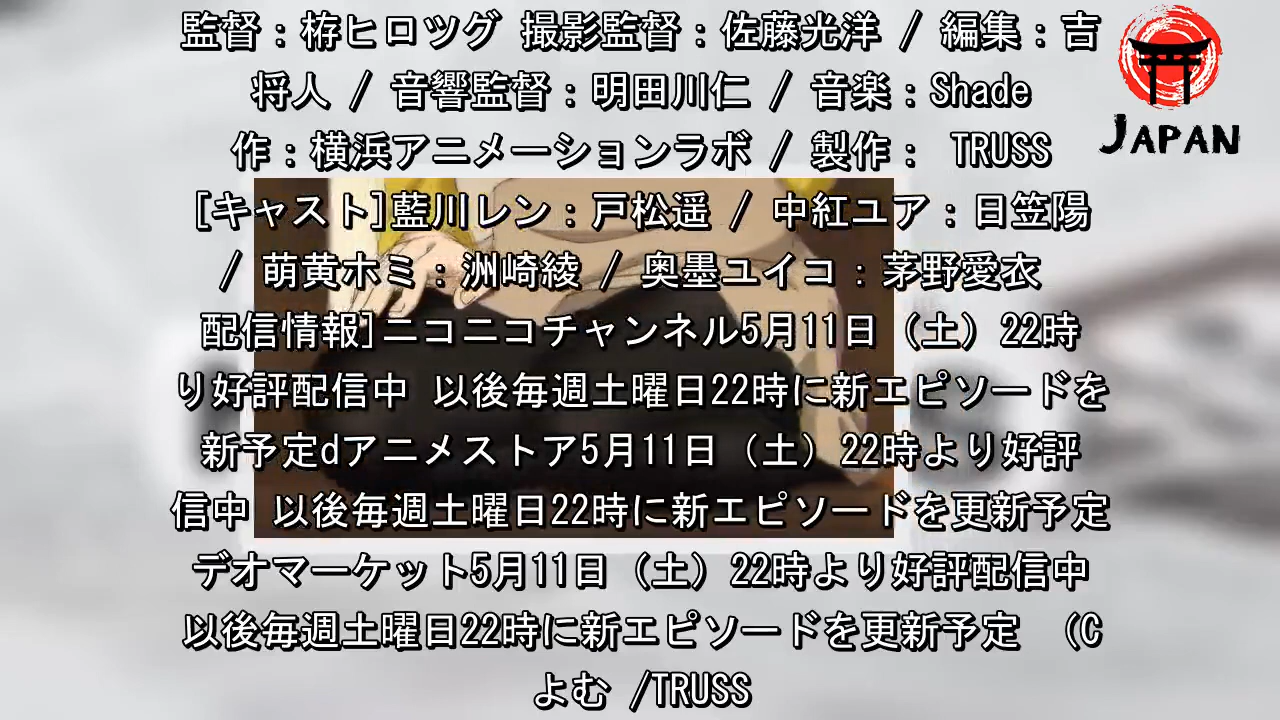 監督：栫ヒロツグ 撮影監督：佐藤光洋 / 編集：吉
将人 / 音響監督：明田川仁 / 音楽：Shade
作：横浜アニメーションラボ / 製作： TRUSS
[キャスト]藍川レン：戸松遥 / 中紅ユア：日笠陽
/ 萌黄ホミ：洲崎綾 / 奥墨ユイコ：茅野愛衣
配信情報]ニコニコチャンネル5月11日（土）22時
り好評配信中 以後毎週土曜日22時に新エピソードを
新予定dアニメストア5月11日（土）22時より好評
信中 以後毎週土曜日22時に新エピソードを更新予定
デオマーケット5月11日（土）22時より好評配信中
以後毎週土曜日22時に新エピソードを更新予定 （C
よむ /TRUSS
JAPAN